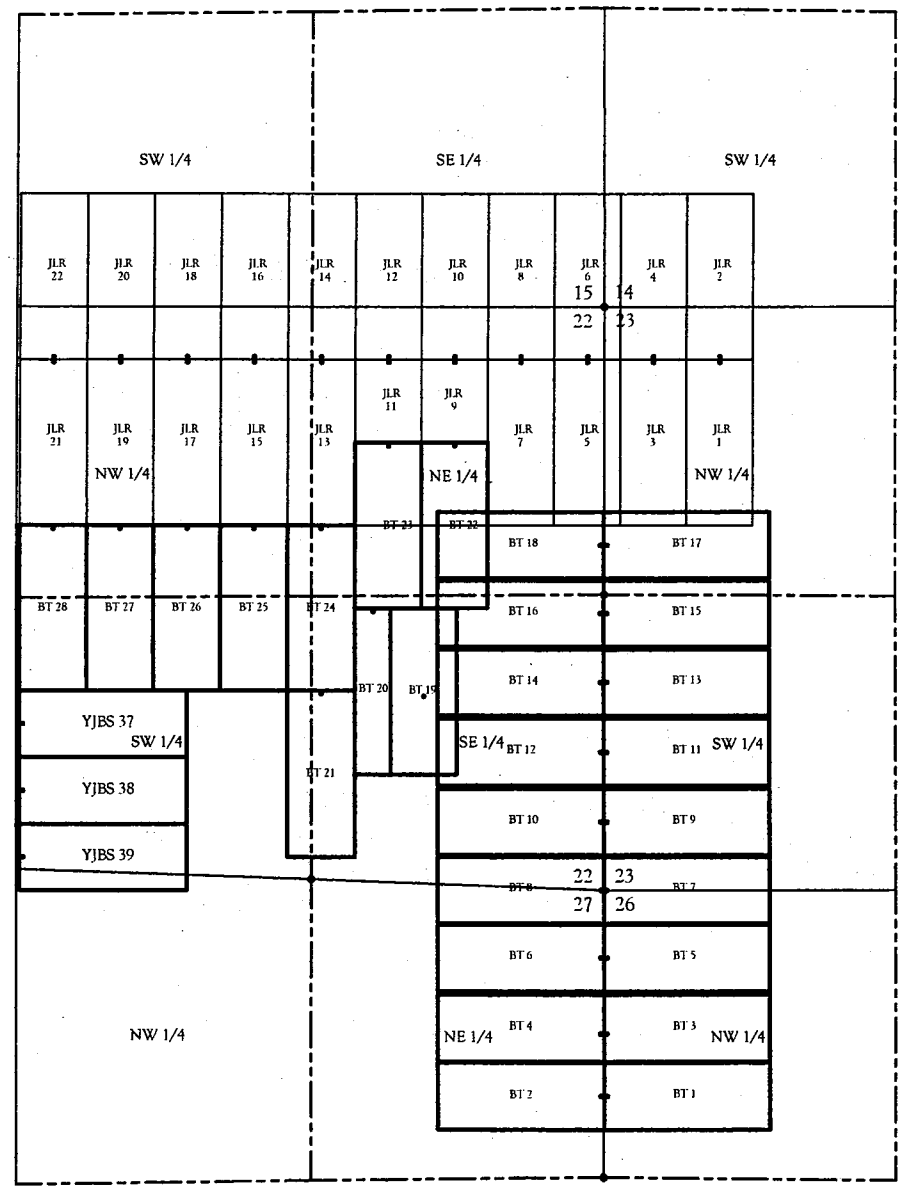 SW 1/4
SE 1/4
SW 1/4
JLR
22
JLR
20
JLR
18
JLR
16
JLR
14
JLR
12
JLR
10
JLR
8
JLR
6
JLR
4
JLR
2
15 14
22 23
JLR
21
JLR
19
JLR
17
JLR
15
JLR
13
JLR
11
JLR
9
JLR
7
JLR
5
JLR
3
JLR
1
NW 1/4
NE 1/4
NW 1/4
BT 23
BT 22
BT 18
BT 17
BT 28
BT 27
BT 26
BT 25
BT 24
BT 16
BT 15
BT 20
BT 19
BT 14
BT 13
YJBS 37
SW 1/4
SE 1/4
BT 12
BT 11
SW 1/4
BT 21
YJBS 38
BT 10
BT 9
YJBS 39
22 23
BT 8
BT 7
27 26
BT 6
BT 5
NW 1/4
NE 1/4
BT 4
BT 3
NW 1/4
BT 2
BT 1